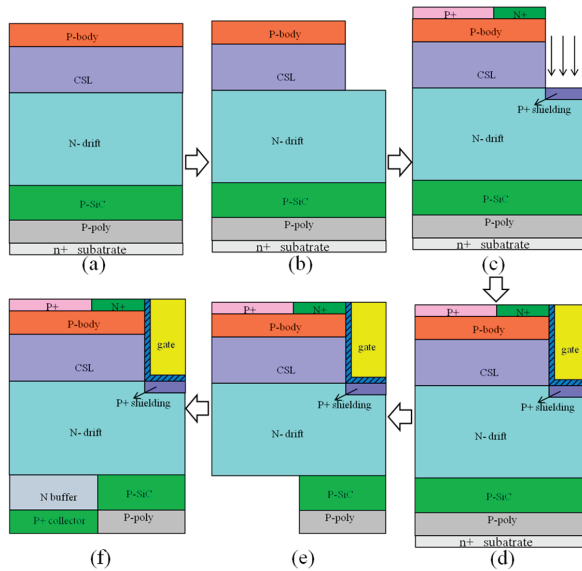 P-body
CSL
N- drift
P-SiC
P-poly
n+ subatrate
(a)
P-body
CSL
N- drift
P-SiC
P-poly
n+ subatrate
(b)
P+ N+
P-body
CSL
P+ shielding
N- drift
P-SiC
P-poly
n+ subatrate
(c)
P+ N+
P-body
gate
CSL
P+ shielding
N- drift
N buffer P-SiC
P+ collector P-poly
(f)
P+ N+
P-body
gate
CSL
P+ shielding
N- drift
P-SiC
P-poly
(e)
P+ N+
P-body
gate
CSL
P+ shielding
N- drift
P-SiC
P-poly
n+ subatrate
(d)